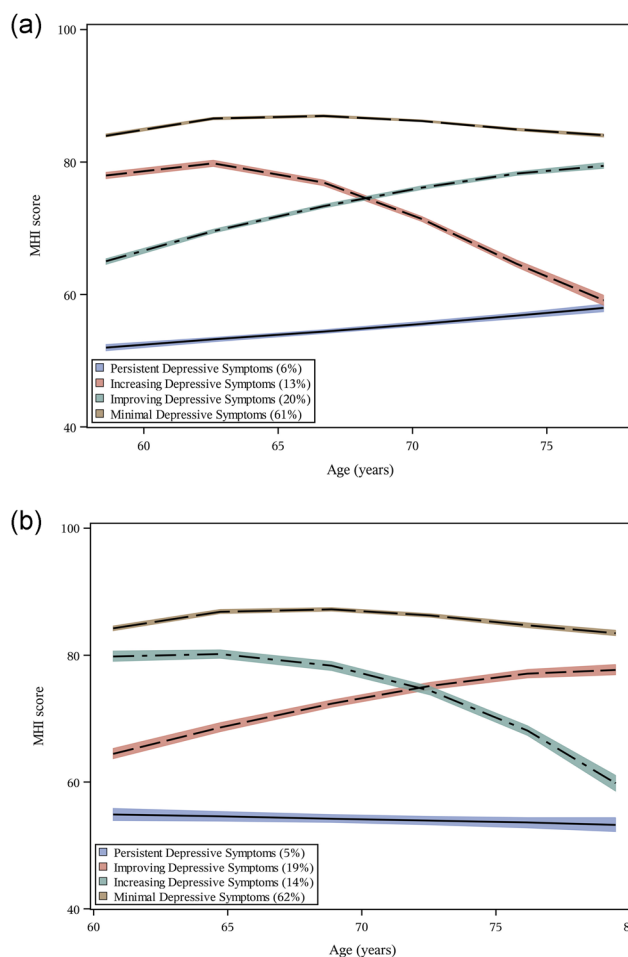 (a)
100
80
60
40
MHI score
Persistent Depressive Symptoms (6%)
Increasing Depressive Symptoms (13%)
Improving Depressive Symptoms (20%)
Minimal Depressive Symptoms (61%)
60 65 70 75
Age (years)
(b)
100
80
60
40
MHI score
Persistent Depressive Symptoms (5%)
Improving Depressive Symptoms (19%)
Increasing Depressive Symptoms (14%)
Minimal Depressive Symptoms (62%)
60 65 70 75
Age (years)